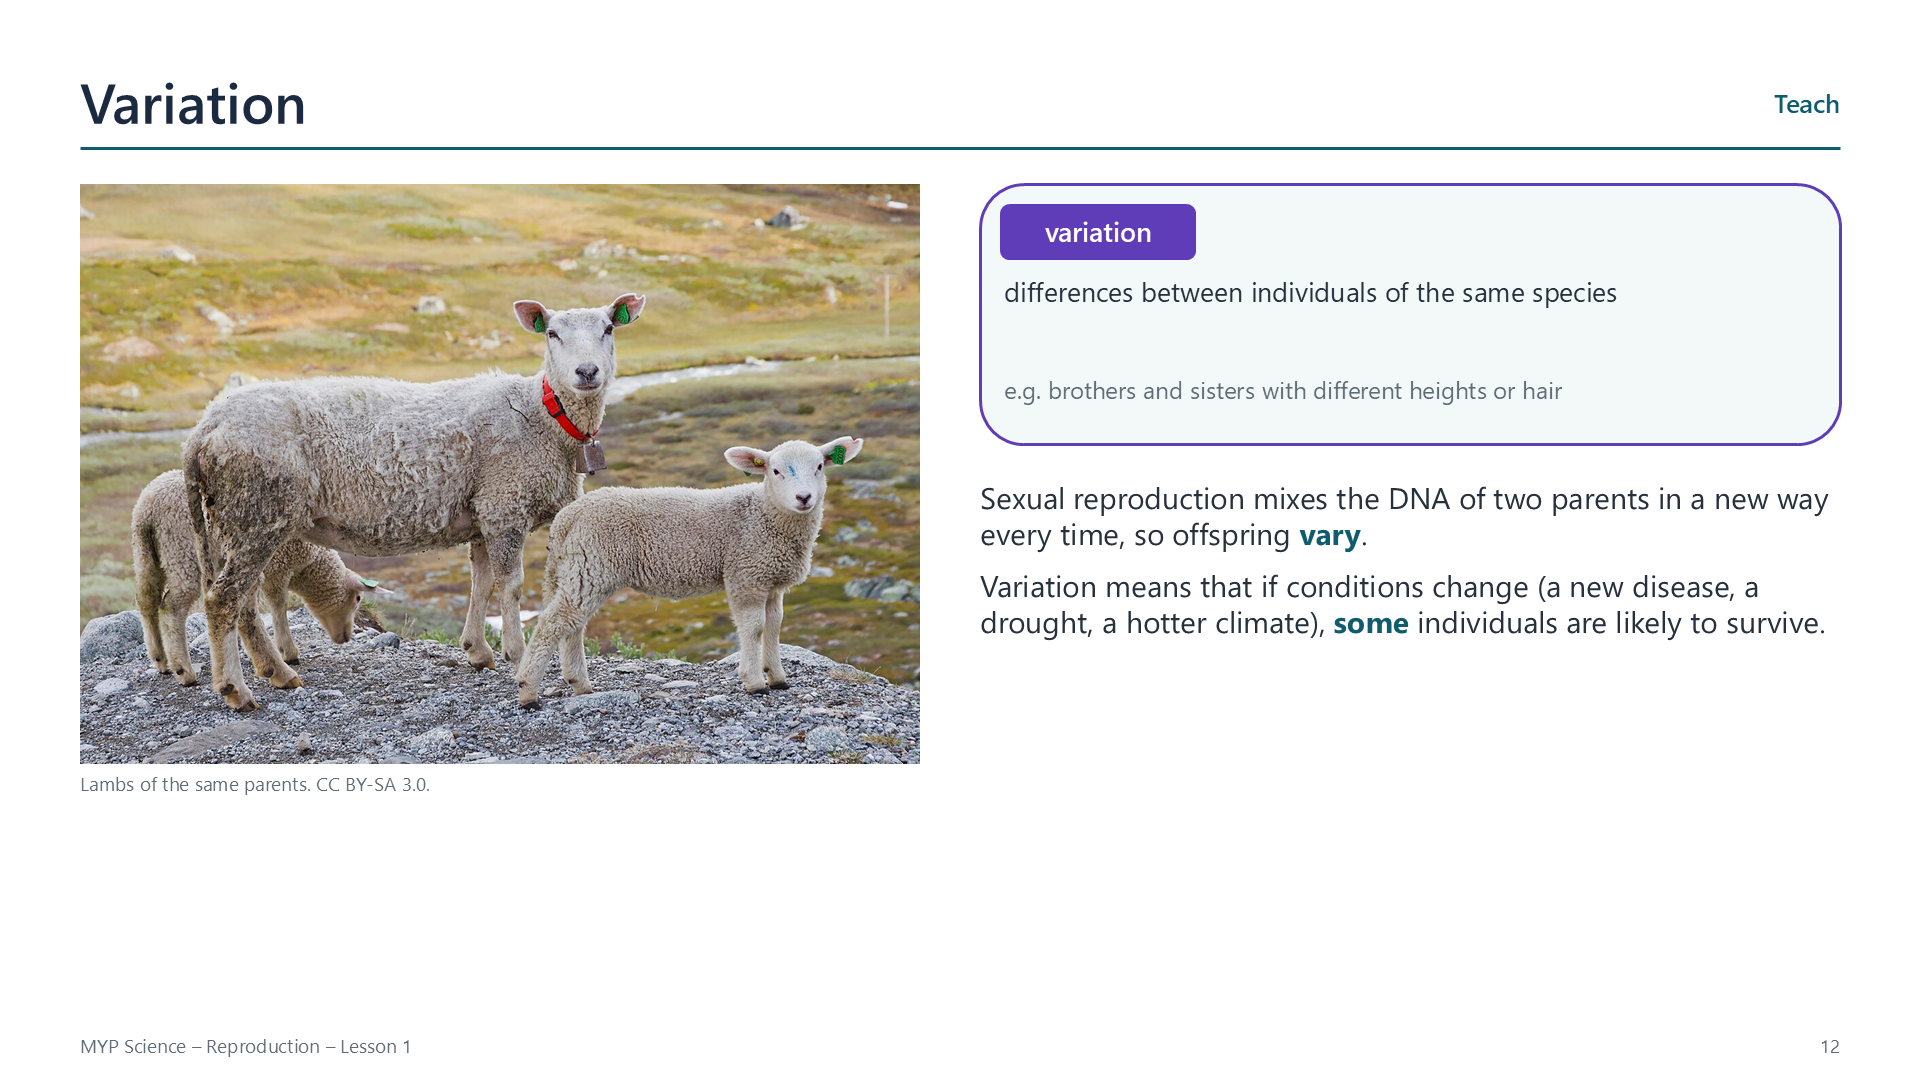 Variation
Teach
variation
differences between individuals of the same species
e.g. brothers and sisters with different heights or hair
Sexual reproduction mixes the DNA of two parents in a new way
every time, so offspring vary.
Variation means that if conditions change (a new disease, a
drought, a hotter climate), some individuals are likely to survive.
Lambs of the same parents. CC BY-SA 3.0.
MYP Science – Reproduction – Lesson 1
12